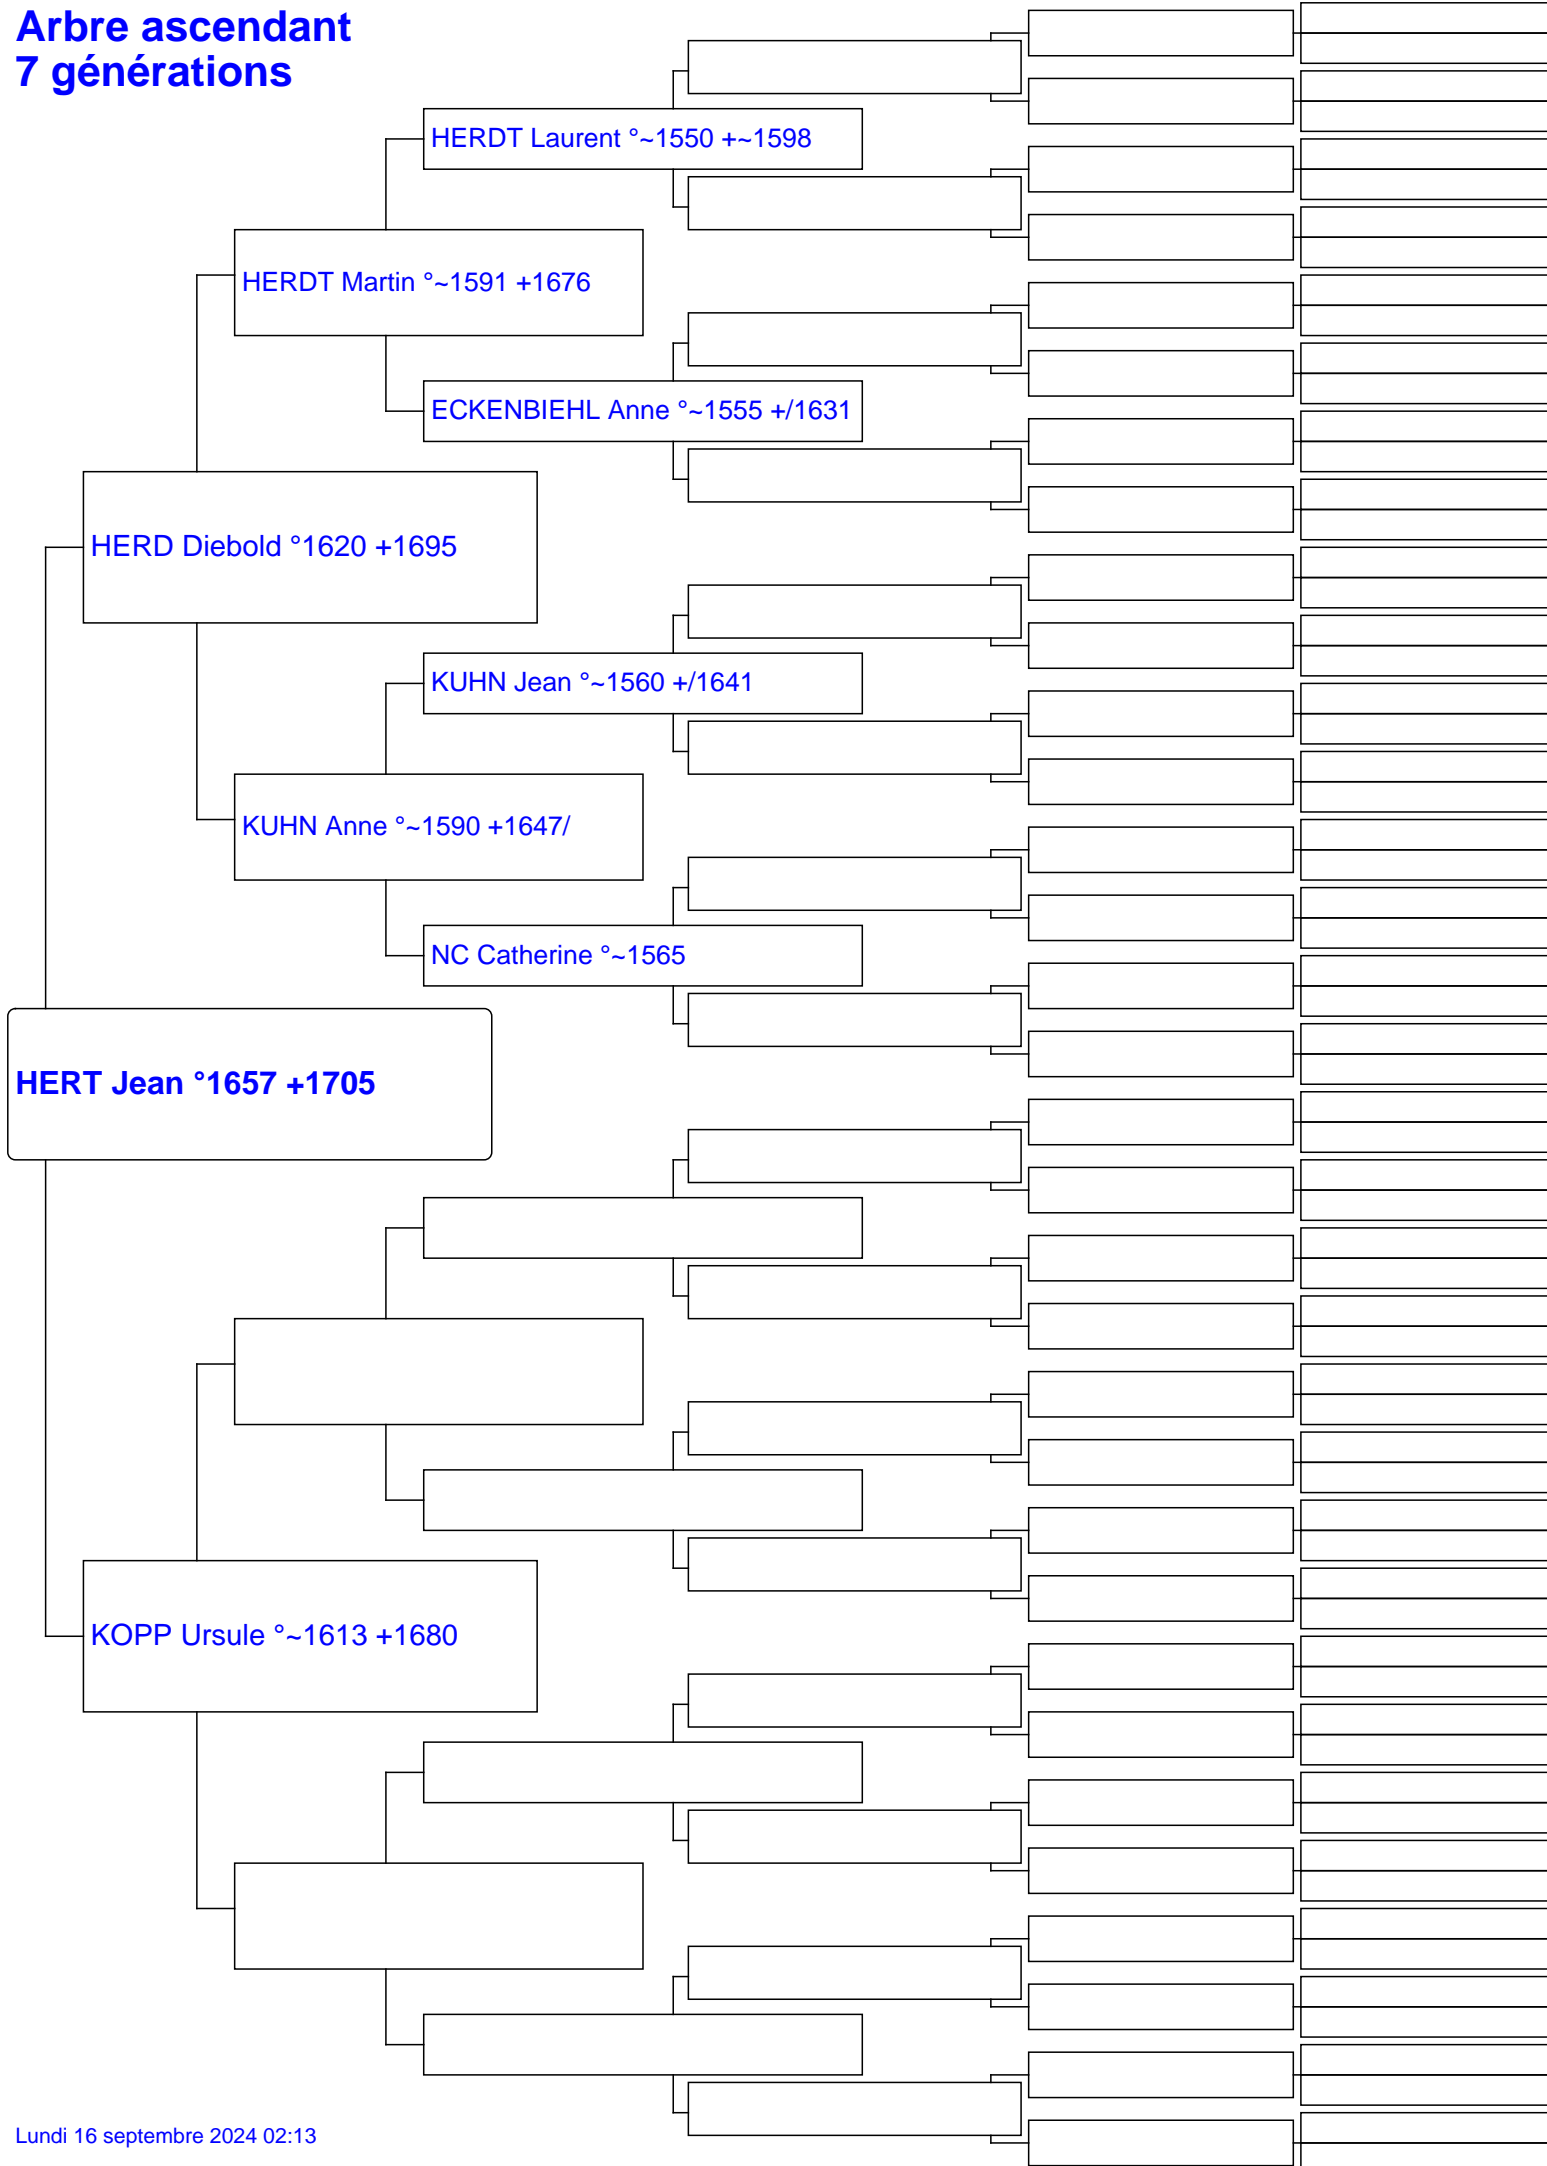 Arbre ascendant
7 générations
HERDT Laurent °~1550 +~1598
HERDT Martin °~1591 +1676
ECKENBIEHL Anne °~1555 +/1631
HERD Diebold °1620 +1695
KUHN Jean °~1560 +/1641
KUHN Anne °~1590 +1647/
NC Catherine °~1565
HERT Jean °1657 +1705
KOPP Ursule °~1613 +1680
Lundi 16 septembre 2024 02:13